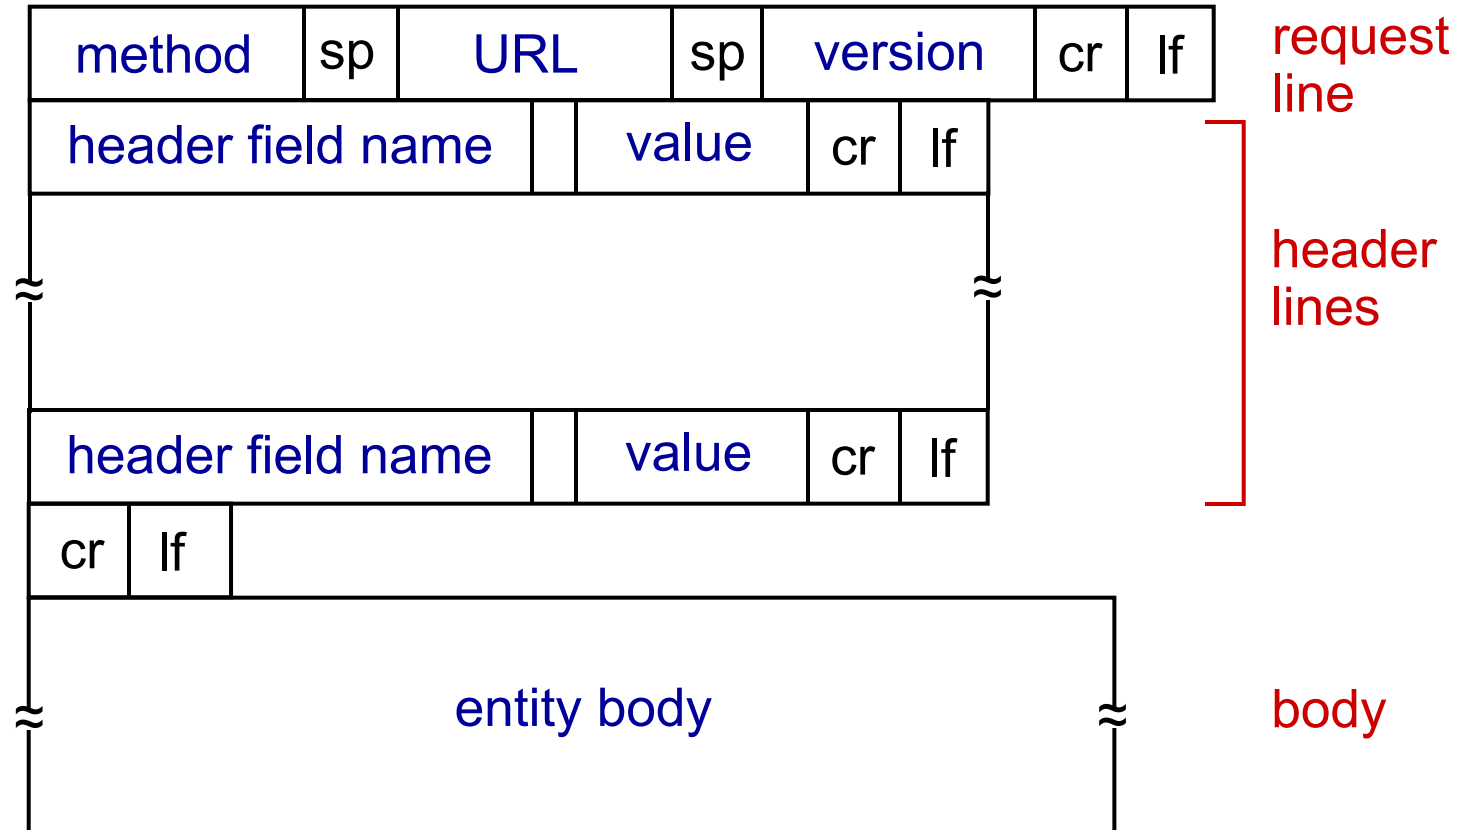 method sp URL sp version cr lf
request
line
header field name value cr lf
header
lines
header field name value cr lf
cr lf
entity body
body